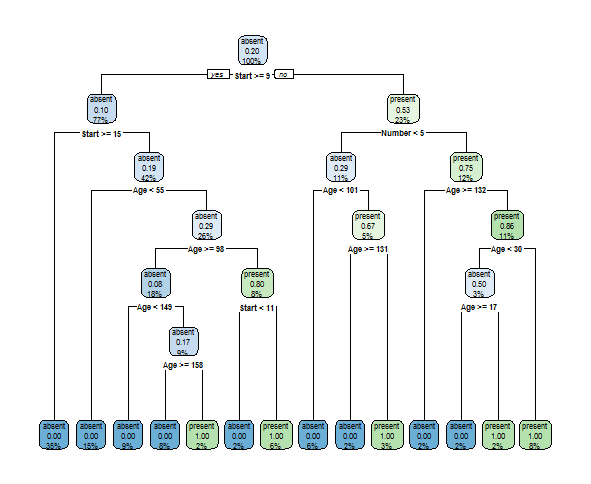 absent
0.20
100%
yes Start >= 9 no
absent
0.10
77%
present
0.53
23%
Start >= 15
Number < 5
absent
0.19
42%
absent
0.29
11%
present
0.75
12%
Age < 55
Age < 101
Age >= 132
absent
0.29
26%
present
0.67
5%
present
0.86
11%
Age >= 98
Age >= 131
Age < 30
absent
0.08
18%
present
0.80
8%
absent
0.50
3%
Age < 149
Start < 11
Age >= 17
absent
0.17
9%
Age >= 158
absent
0.00
35%
absent
0.00
15%
absent
0.00
9%
absent
0.00
8%
present
1.00
2%
absent
0.00
2%
present
1.00
6%
absent
0.00
6%
absent
0.00
2%
present
1.00
3%
absent
0.00
2%
absent
0.00
2%
present
1.00
2%
present
1.00
8%